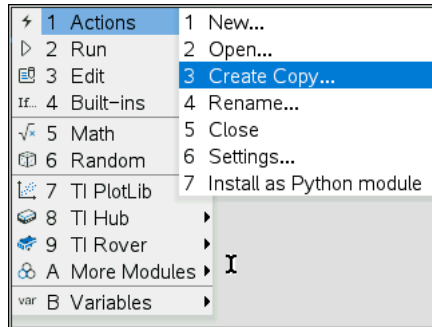 1 Actions
2 Run
3 Edit
If... 4 Built-ins
√x 5 Math
6 Random
7 TI PlotLib
8 TI Hub
9 TI Rover
A More Modules
var B Variables
1 New...
2 Open...
3 Create Copy...
4 Rename...
5 Close
6 Settings...
7 Install as Python module